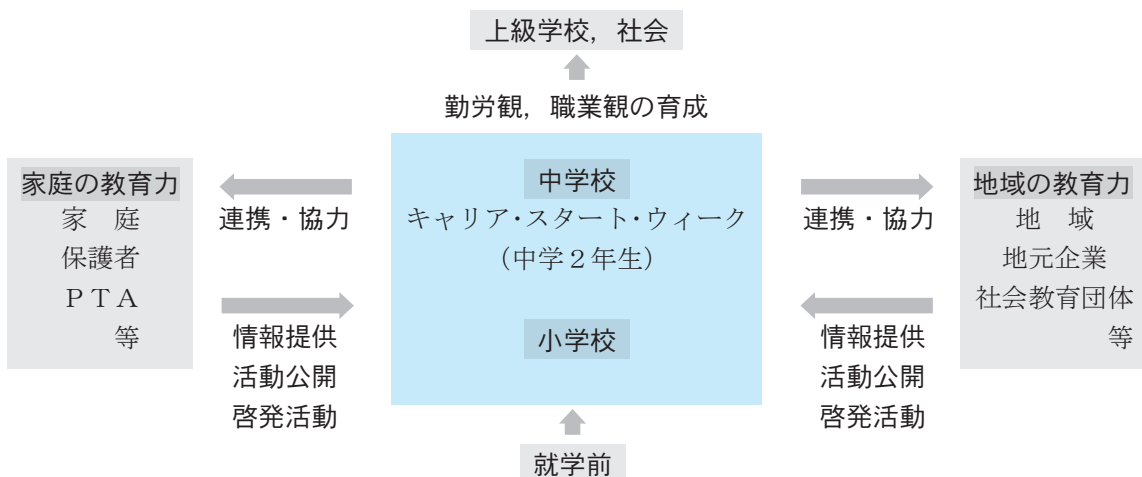 上級学校，社会
勤労観，職業観の育成
家庭の教育力
家　庭
保護者
ＰＴＡ
等
連携・協力
情報提供
活動公開
啓発活動
中学校
キャリア・スタート・ウィーク
（中学２年生）
小学校
連携・協力
情報提供
活動公開
啓発活動
地域の教育力
地　域
地元企業
社会教育団体
等
就学前